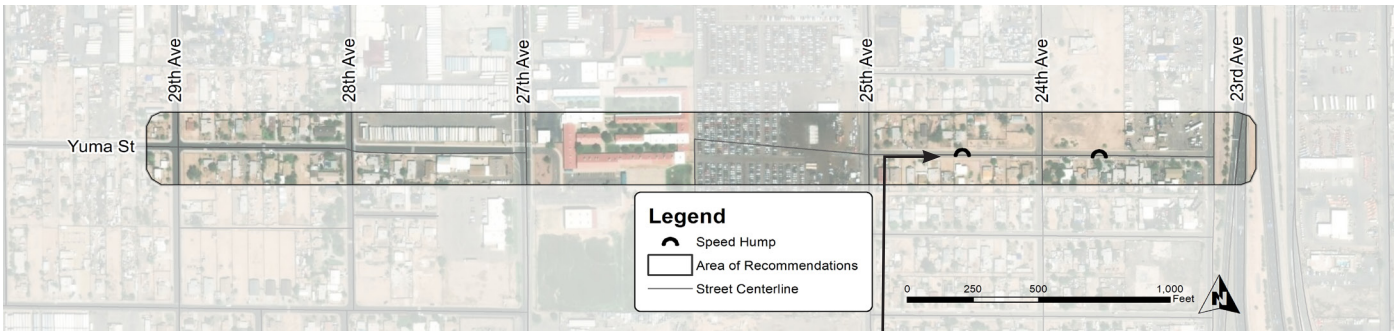 29th Ave
28th Ave
27th Ave
25th Ave
24th Ave
23rd Ave
Yuma St
Legend
Speed Hump
Area of Recommendations
Street Centerline
0 250 500 1,000
Feet
N